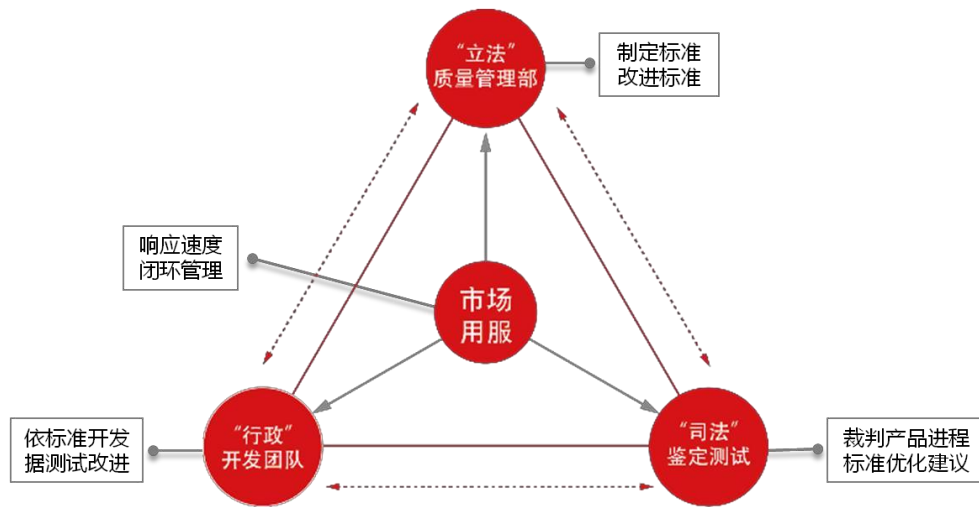 “立法”
质量管理部
制定标准
改进标准
响应速度
闭环管理
市场
用服
依标准开发
据测试改进
“行政”
开发团队
“司法”
鉴定测试
裁判产品进程
标准优化建议